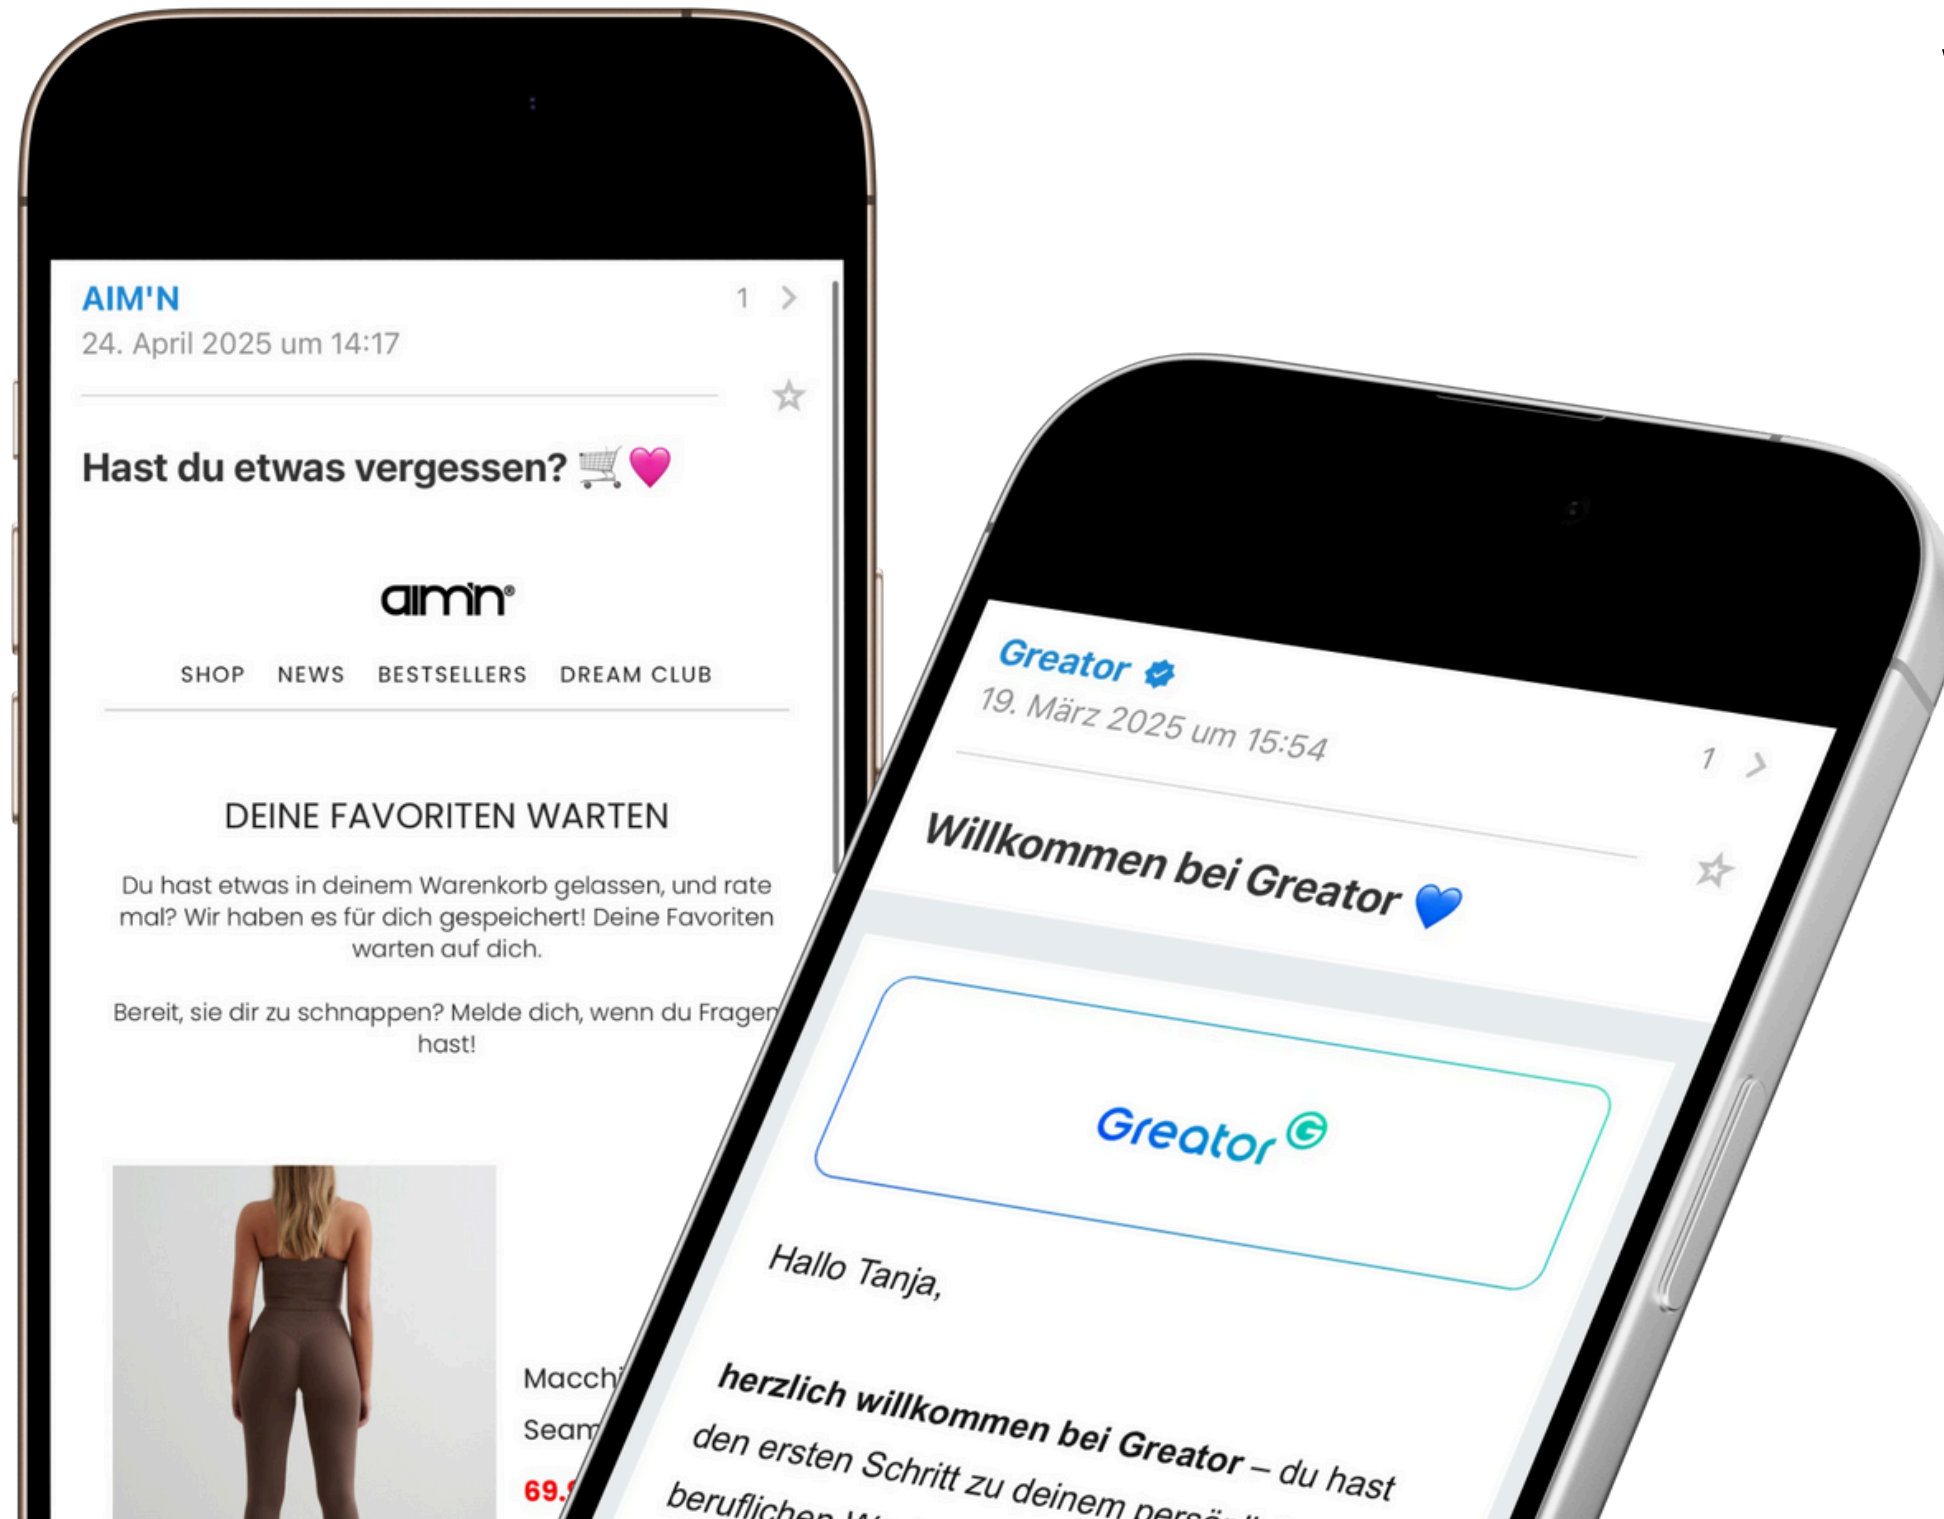 AIM'N
1
24. April 2025 um 14:17
Hast du etwas vergessen? 🛒💗
aim'n®
SHOP NEWS BESTSELLERS DREAM CLUB
DEINE FAVORITEN WARTEN
Du hast etwas in deinem Warenkorb gelassen, und rate
mal? Wir haben es für dich gespeichert! Deine Favoriten
warten auf dich.
Bereit, sie dir zu schnappen? Melde dich, wenn du Fragen
hast!
Greator
19. März 2025 um 15:54
1
Willkommen bei Greator 💙
Greator G
Hallo Tanja,
herzlich willkommen bei Greator – du hast
den ersten Schritt zu deinem
beruflichen